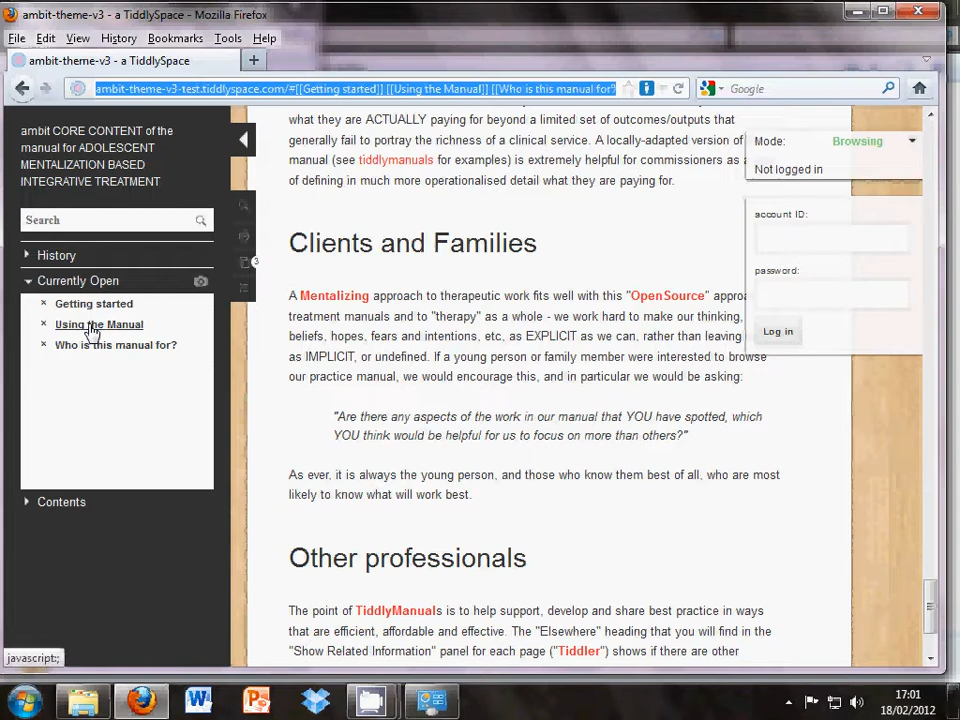 ambit-theme-v3 - a TiddlySpace - Mozilla Firefox
File Edit View History Bookmarks Tools Help
ambit-theme-v3 - a TiddlySpace
ambit-theme-v3-test.tiddlyspace.com/#[[Getting started]] [[Using the Manual]] [[Who is this manual for?
Google
ambit CORE CONTENT of the
manual for ADOLESCENT
MENTALIZATION BASED
INTEGRATIVE TREATMENT
Search
History
Currently Open
Getting started
Using the Manual
Who is this manual for?
Contents
3
what they are ACTUALLY paying for beyond a limited set of outcomes/outputs that
generally fail to portray the richness of a clinical service. A locally-adapted version of
manual (see tiddlymanuals for examples) is extremely helpful for commissioners as a
of defining in much more operationalised detail what they are paying for.
Clients and Families
A Mentalizing approach to therapeutic work fits well with this "OpenSource" approa
treatment manuals and to "therapy" as a whole - we work hard to make our thinking,
beliefs, hopes, fears and intentions, etc, as EXPLICIT as we can, rather than leaving
as IMPLICIT, or undefined. If a young person or family member were interested to browse
our practice manual, we would encourage this, and in particular we would be asking:
"Are there any aspects of the work in our manual that YOU have spotted, which
YOU think would be helpful for us to focus on more than others?"
As ever, it is always the young person, and those who know them best of all, who are most
likely to know what will work best.
Other professionals
The point of TiddlyManuals is to help support, develop and share best practice in ways
that are efficient, affordable and effective. The "Elsewhere" heading that you will find in the
"Show Related Information" panel for each page ("Tiddler") shows if there are other
Mode: Browsing
Not logged in
account ID:
password:
Log in
javascript:;
17:01
18/02/2012